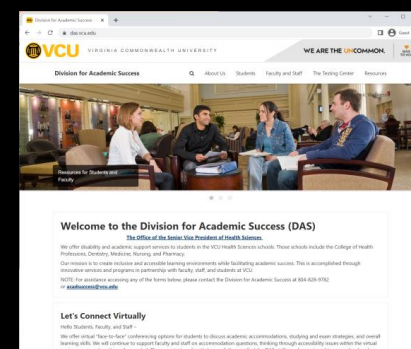 Division for Academic Success
das.vcu.edu
Guest
VCU VIRGINIA COMMONWEALTH UNIVERSITY
WE ARE THE UNCOMMON.
Division for Academic Success
About Us Students Faculty and Staff The Testing Center Resources
Resources for Students and
Faculty
Welcome to the Division for Academic Success (DAS)
The Office of the Senior Vice President of Health Sciences
We offer disability and academic support services to students in the VCU Health Sciences schools. Those schools include the College of Health
Professions, Dentistry, Medicine, Nursing, and Pharmacy.
Our mission is to create inclusive and accessible learning environments while facilitating academic success. This is accomplished through
innovative services and programs in partnership with faculty, staff, and students at VCU.
NOTE: For assistance accessing any of the forms below, please contact the Division for Academic Success at 804-828-9782
or acadsuccess@vcu.edu
Let's Connect Virtually
Hello Students, Faculty, and Staff –
We offer virtual "face-to-face" conferencing options for students to discuss academic accommodations, studying and exam strategies, and overall
learning skills. We will continue to support faculty and staff on accommodation questions, thinking through accessibility issues within the virtual